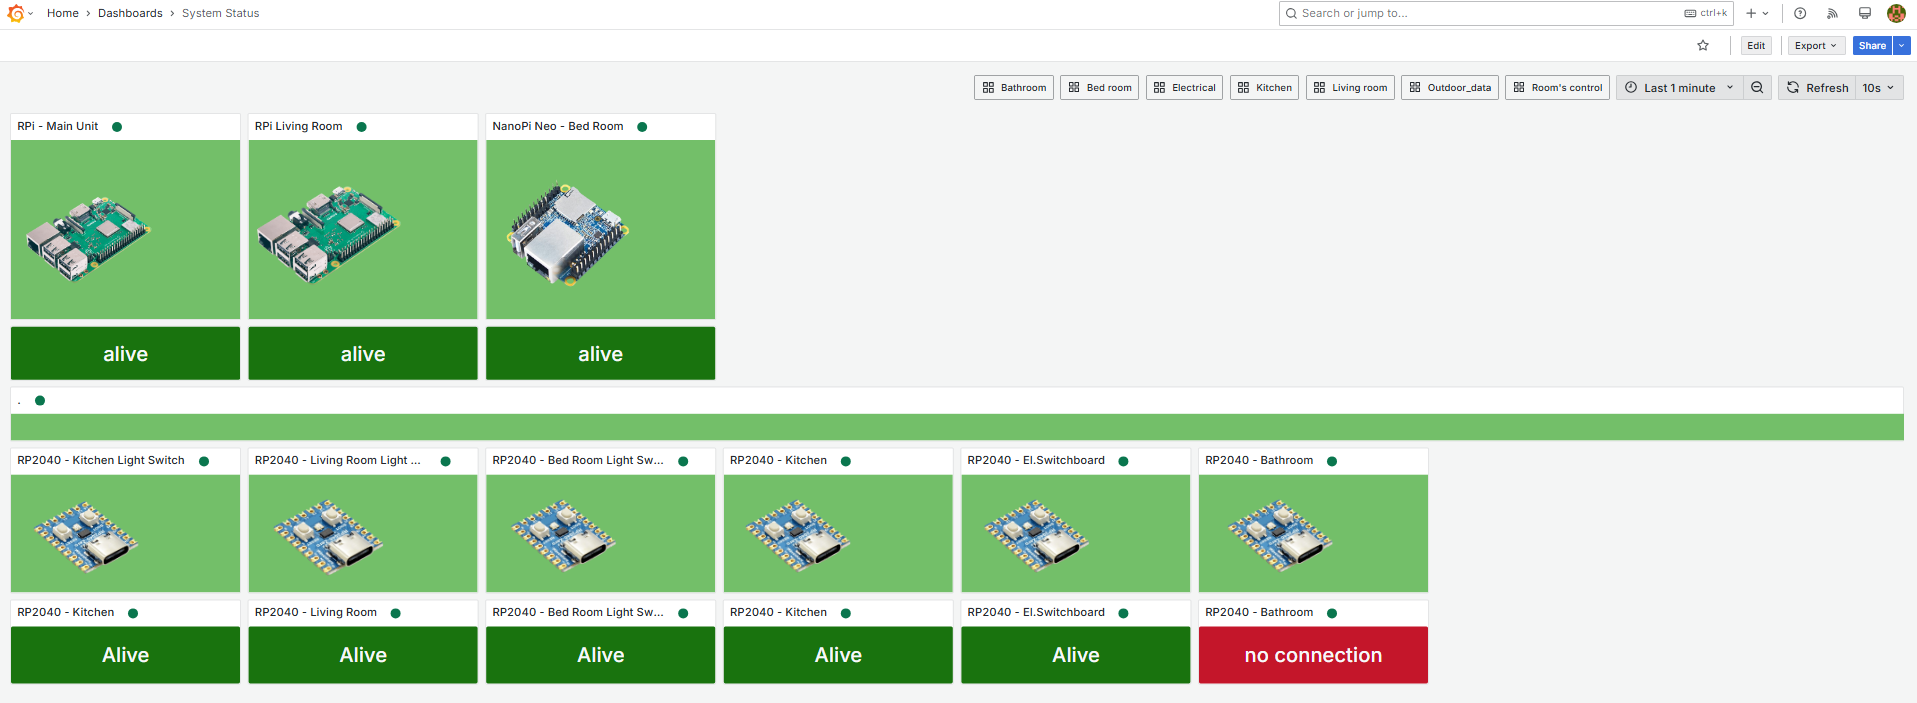 Home › Dashboards › System Status
Search or jump to... ctrl+k
Edit Export Share
Bathroom Bed room Electrical Kitchen Living room Outdoor_data Room's control Last 1 minute Refresh 10s
RPi - Main Unit RPi Living Room NanoPi Neo - Bed Room
alive alive alive
.
RP2040 - Kitchen Light Switch RP2040 - Living Room Light ... RP2040 - Bed Room Light Sw... RP2040 - Kitchen RP2040 - El.Switchboard RP2040 - Bathroom
RP2040 - Kitchen RP2040 - Living Room RP2040 - Bed Room Light Sw... RP2040 - Kitchen RP2040 - El.Switchboard RP2040 - Bathroom
Alive Alive Alive Alive Alive no connection